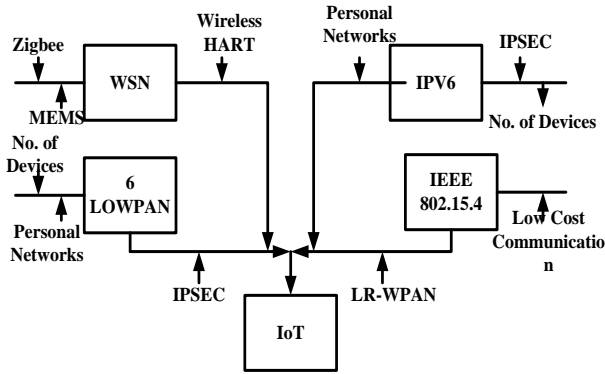 Zigbee
Wireless
HART
Personal
Networks
IPSEC
WSN
IPV6
MEMS
No. of
Devices
No. of Devices
6
LOWPAN
IEEE
802.15.4
Personal
Networks
Low Cost
Communicatio
n
IPSEC
LR-WPAN
IoT